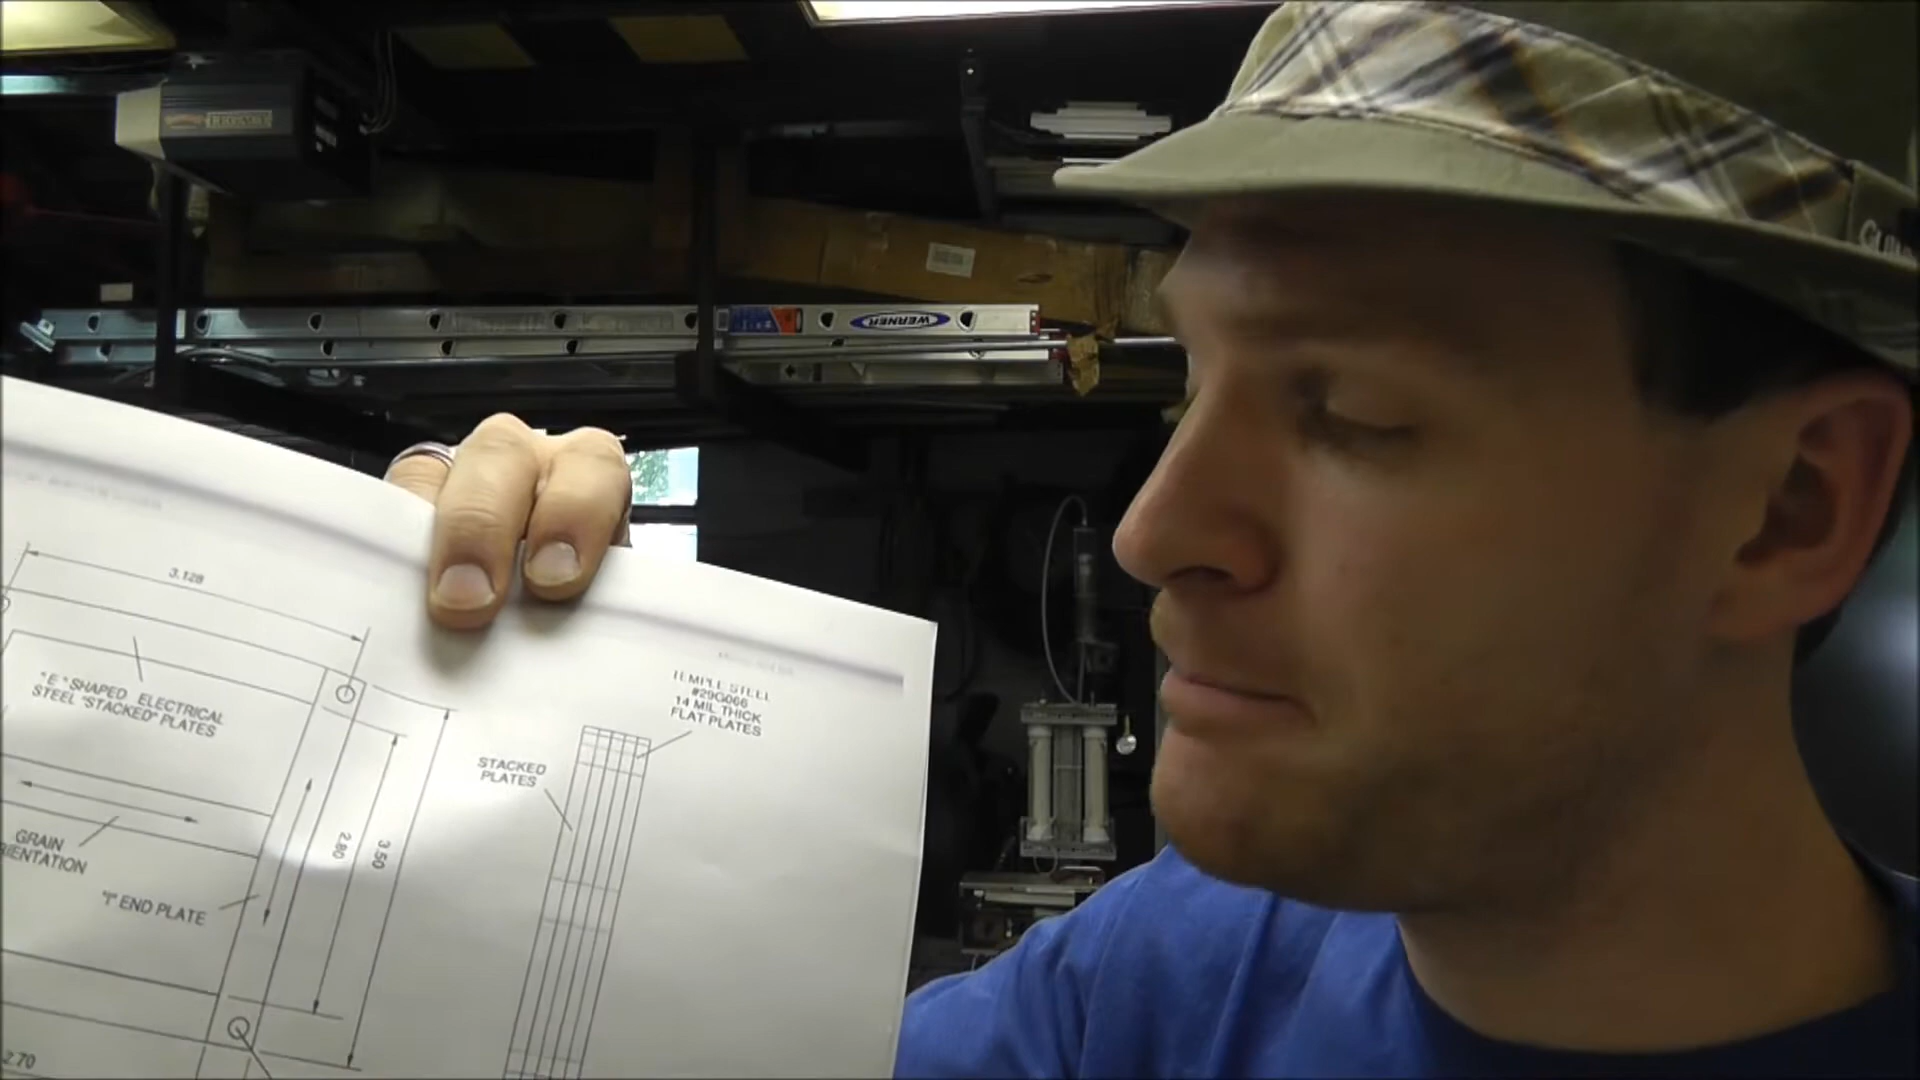 WERNER
3.128
"E" SHAPED ELECTRICAL
STEEL "STACKED" PLATES
TEMPLE STEEL
#29G066
14 MIL THICK
FLAT PLATES
STACKED
PLATES
GRAIN
"I" END PLATE
2.80
3.50
2.70